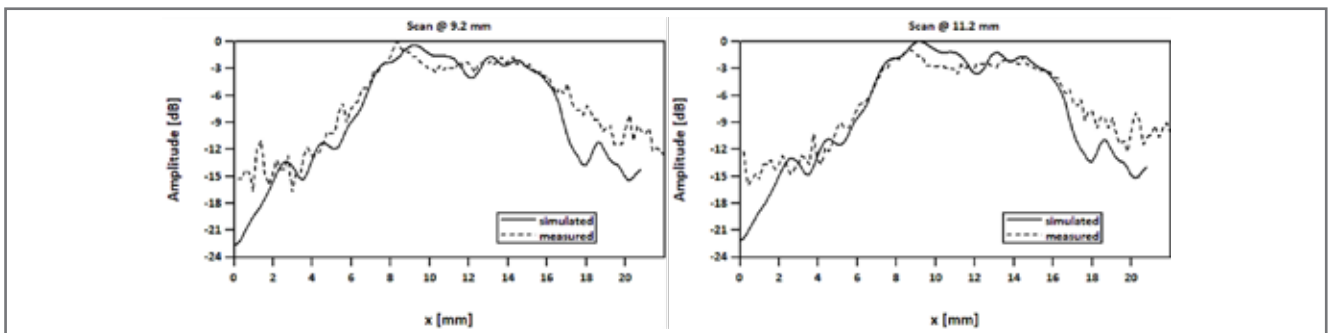 Scan @ 9.2 mm
0
-3
-6
-9
-12
-15
-18
-21
-24
Amplitude [dB]
simulated
measured
0 2 4 6 8 10 12 14 16 18 20
x [mm]
Scan @ 11.2 mm
0
-3
-6
-9
-12
-15
-18
-21
-24
Amplitude [dB]
simulated
measured
0 2 4 6 8 10 12 14 16 18 20
x [mm]